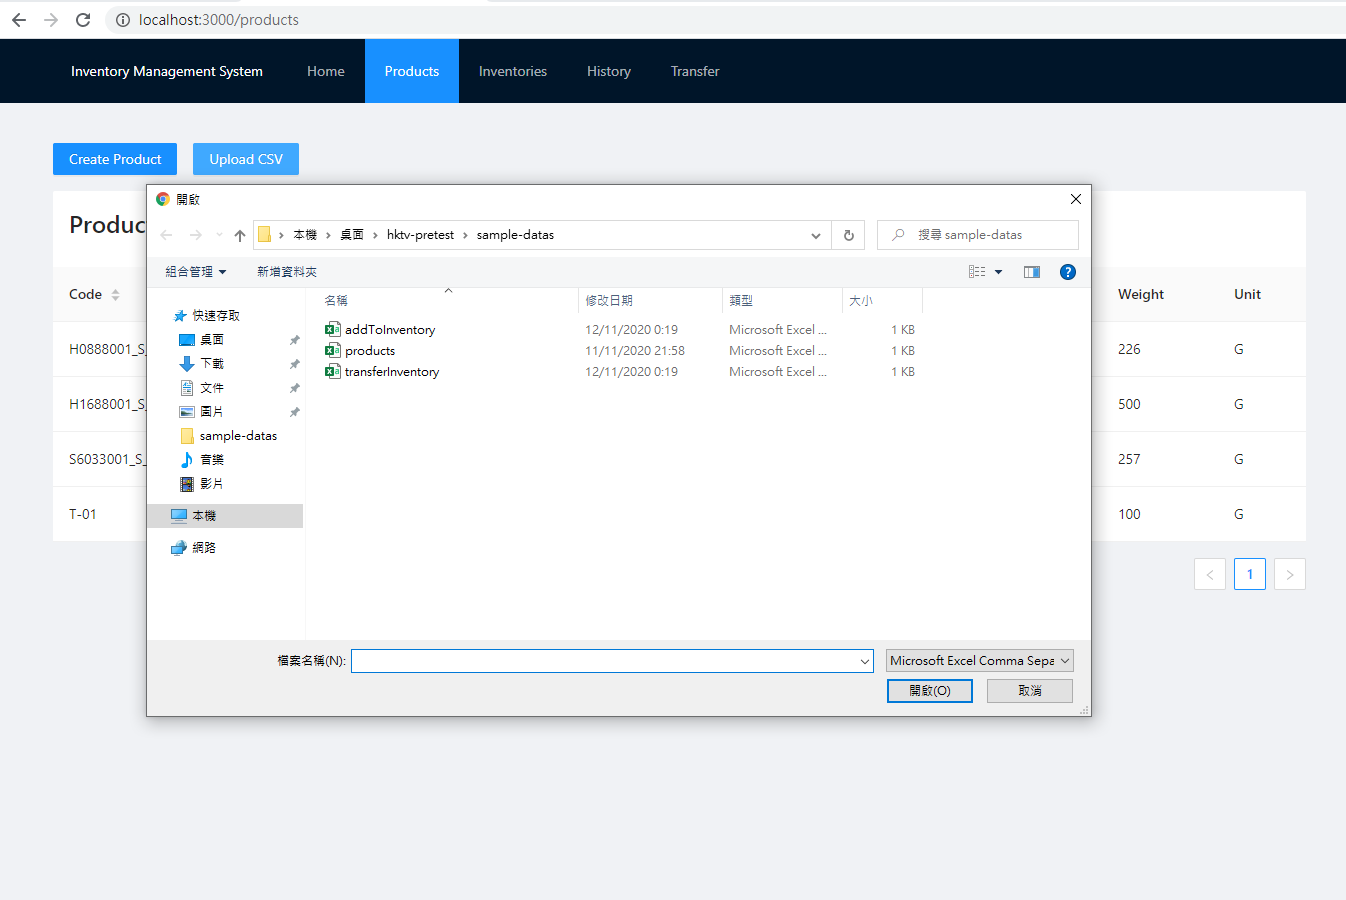 localhost:3000/products
Inventory Management System Home Products Inventories History Transfer
Create Product Upload CSV
開啟
Produc
本機 桌面 hktv-pretest sample-datas 搜尋 sample-datas
組合管理 新增資料夾
Code Weight Unit
快速存取
桌面
下載
文件
圖片
sample-datas
音樂
影片
本機
網路
名稱 修改日期 類型 大小
addToInventory 12/11/2020 0:19 Microsoft Excel ... 1 KB
products 11/11/2020 21:58 Microsoft Excel ... 1 KB
transferInventory 12/11/2020 0:19 Microsoft Excel ... 1 KB
H0888001_S_ 226 G
H1688001_S_ 500 G
S6033001_S_ 257 G
T-01 100 G
< 1 >
檔案名稱(N): Microsoft Excel Comma Sepa
開啟(O) 取消